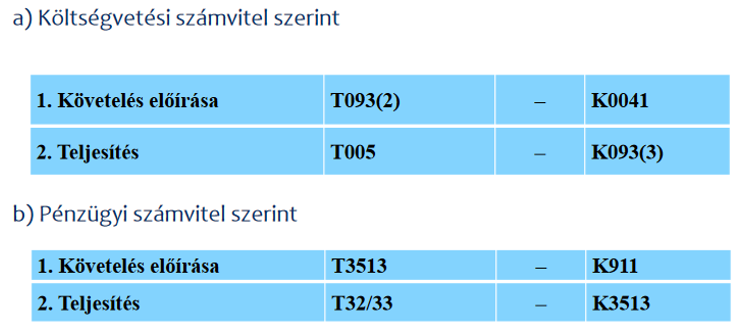 a) Költségvetési számvitel szerint
1. Követelés előírása T093(2) – K0041
2. Teljesítés T005 – K093(3)
b) Pénzügyi számvitel szerint
1. Követelés előírása T3513 – K911
2. Teljesítés T32/33 – K3513